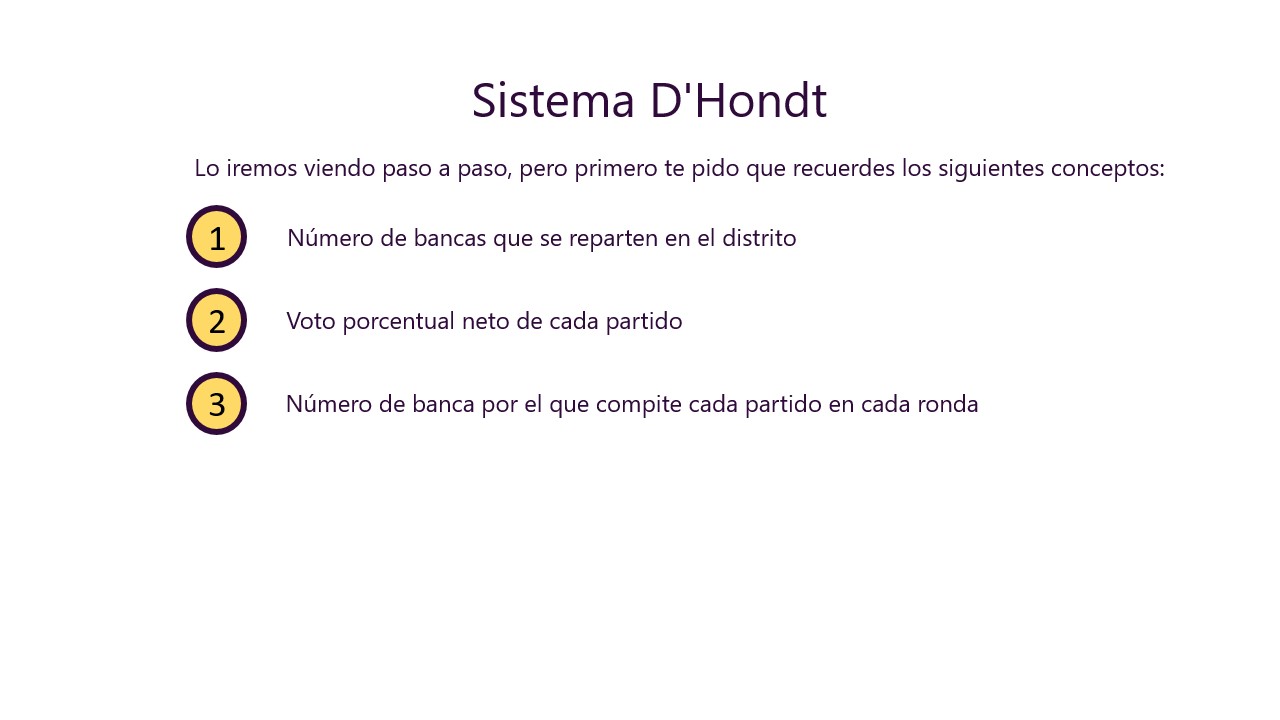 Sistema D'Hondt
Lo iremos viendo paso a paso, pero primero te pido que recuerdes los siguientes conceptos:
1 Número de bancas que se reparten en el distrito
2 Voto porcentual neto de cada partido
3 Número de banca por el que compite cada partido en cada ronda